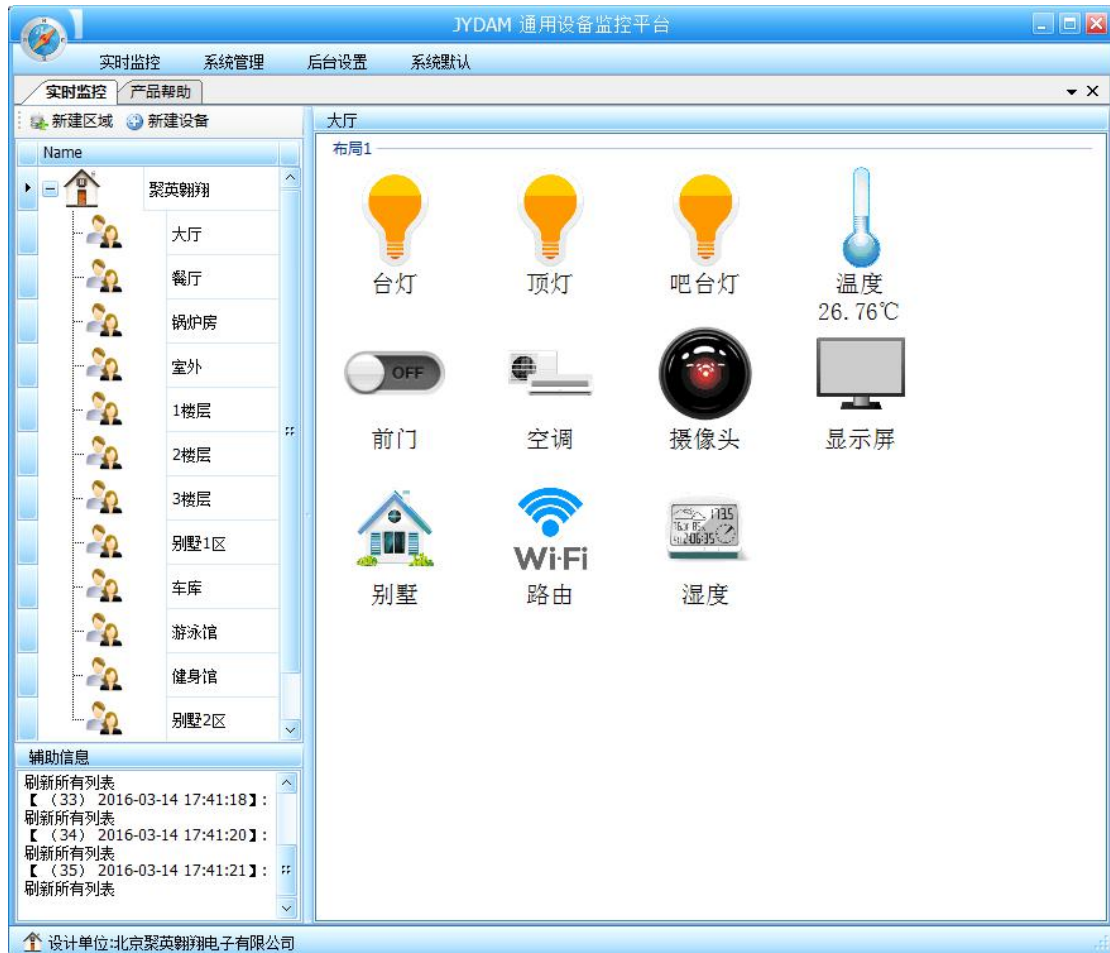 JYDAM 通用设备监控平台
实时监控 系统管理 后台设置 系统默认
实时监控 产品帮助
新建区域 新建设备
Name
聚英翱翔
大厅
餐厅
锅炉房
室外
1楼层
2楼层
3楼层
别墅1区
车库
游泳馆
健身馆
别墅2区
辅助信息
刷新所有列表
【（33） 2016-03-14 17:41:18】:
刷新所有列表
【（34） 2016-03-14 17:41:20】:
刷新所有列表
【（35） 2016-03-14 17:41:21】:
刷新所有列表
大厅
布局1
台灯 顶灯 吧台灯 温度
26.76℃
OFF
前门 空调 摄像头 显示屏
Wi-Fi
别墅 路由 湿度
设计单位:北京聚英翱翔电子有限公司